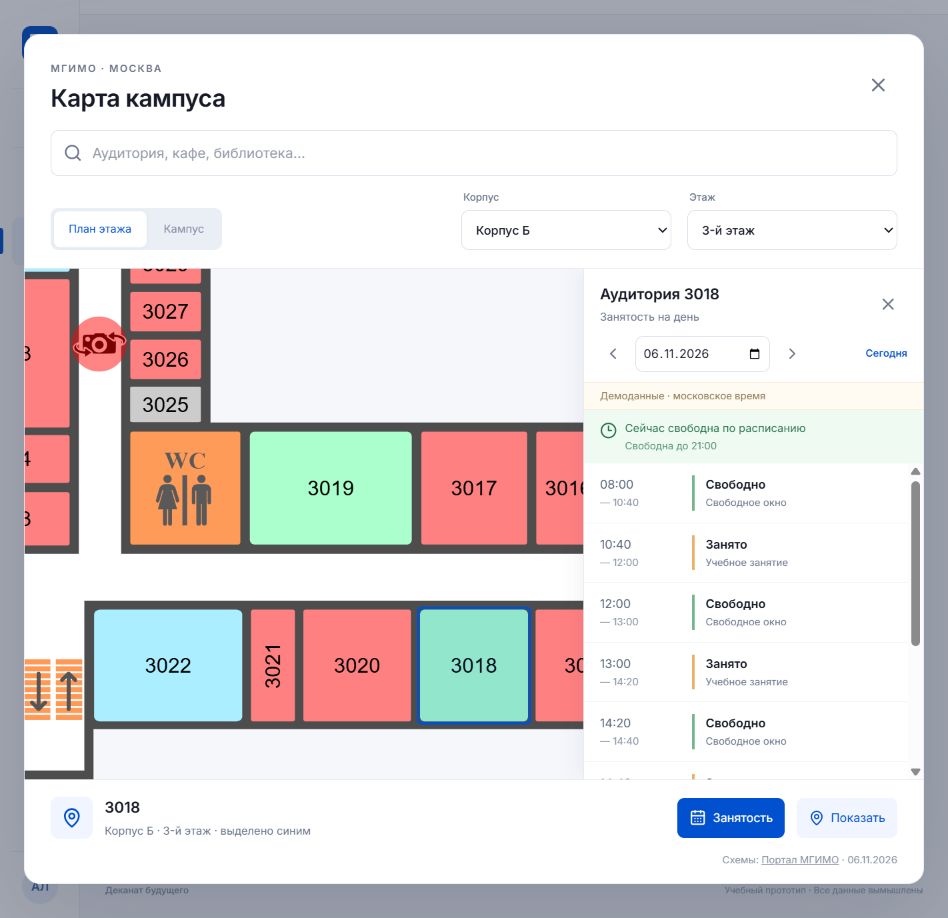 МГИМО · МОСКВА
Карта кампуса
Аудитория, кафе, библиотека...
План этажа
Кампус
Корпус
Корпус Б
Этаж
3-й этаж
3027
3026
3025
WC
3019
3017
3022
3021
3020
3018
Аудитория 3018
Занятость на день
06.11.2026
Сегодня
Демоданные · московское время
Сейчас свободна по расписанию
Свободна до 21:00
08:00
Свободно
— 10:40
Свободное окно
10:40
Занято
— 12:00
Учебное занятие
12:00
Свободно
— 13:00
Свободное окно
13:00
Занято
— 14:20
Учебное занятие
14:20
Свободно
— 14:40
Свободное окно
3018
Корпус Б · 3-й этаж · выделено синим
Занятость
Показать
Схемы: Портал МГИМО · 06.11.2026
АЛ
Деканат будущего
Учебный прототип · Все данные вымышлены